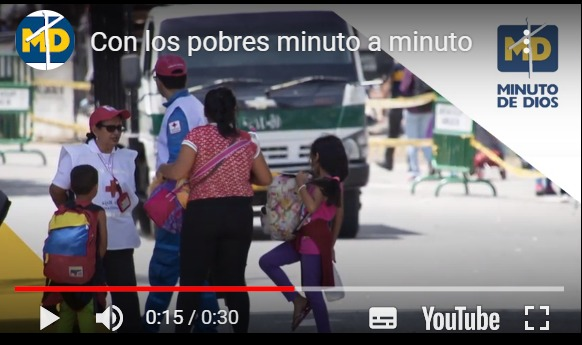 MD
Con los pobres minuto a minuto
MD
MINUTO
DE DIOS
0:15 / 0:30
YouTube